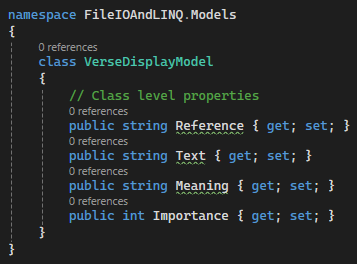 namespace FileIOAndLINQ.Models
{
0 references
class VerseDisplayModel
{
// Class level properties
0 references
public string Reference { get; set; }
0 references
public string Text { get; set; }
0 references
public string Meaning { get; set; }
0 references
public int Importance { get; set; }
}
}